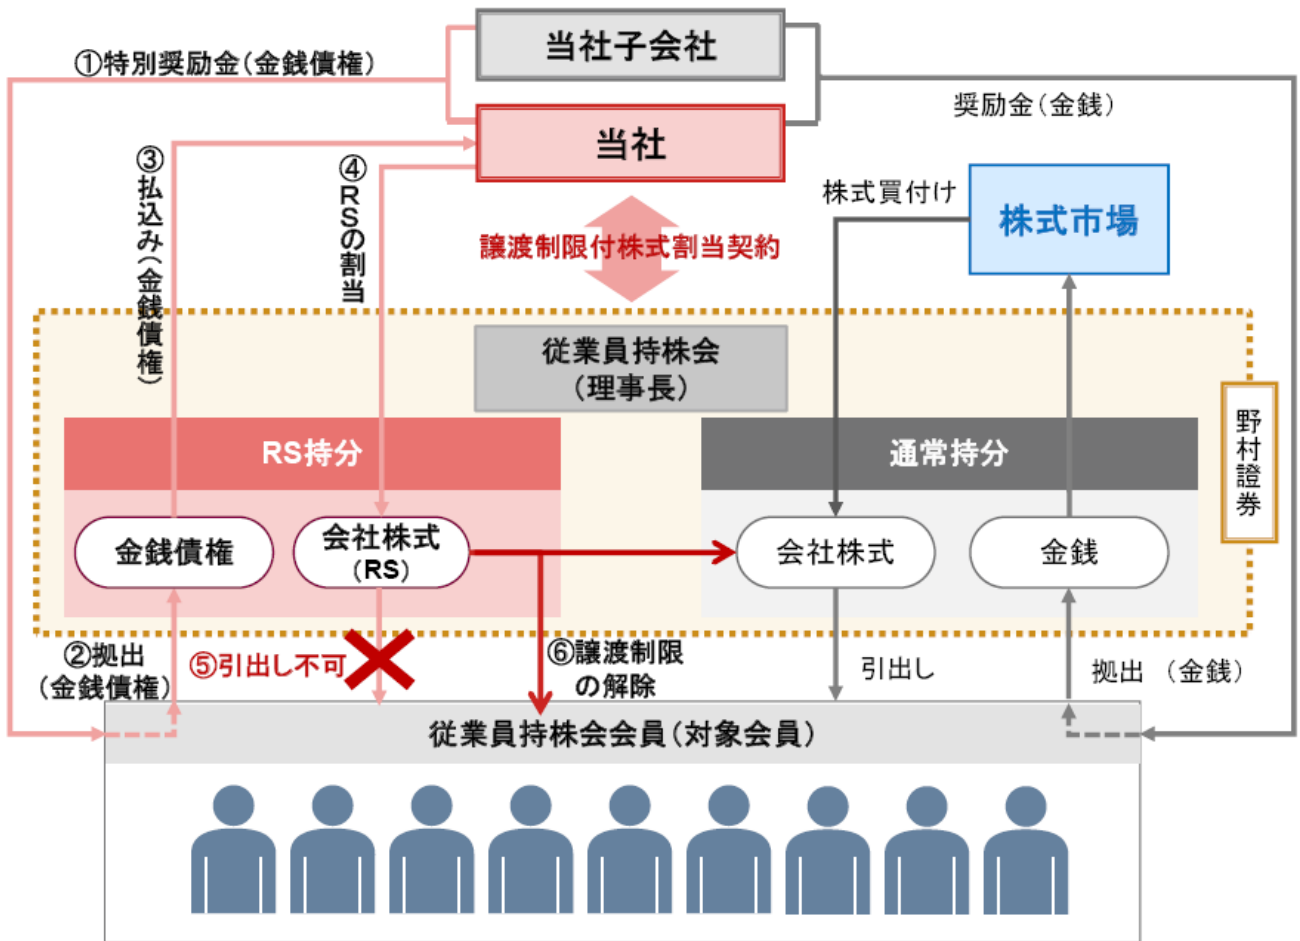 当社子会社
①特別奨励金(金銭債権)
奨励金(金銭)
当社
③払込み(金銭債権)
④RSの割当
株式買付け
株式市場
譲渡制限付株式割当契約
従業員持株会
(理事長)
野村證券
RS持分
通常持分
金銭債権
会社株式
(RS)
会社株式
金銭
②拠出
(金銭債権)
⑤引出し不可
⑥譲渡制限
の解除
引出し
拠出 (金銭)
従業員持株会会員(対象会員)